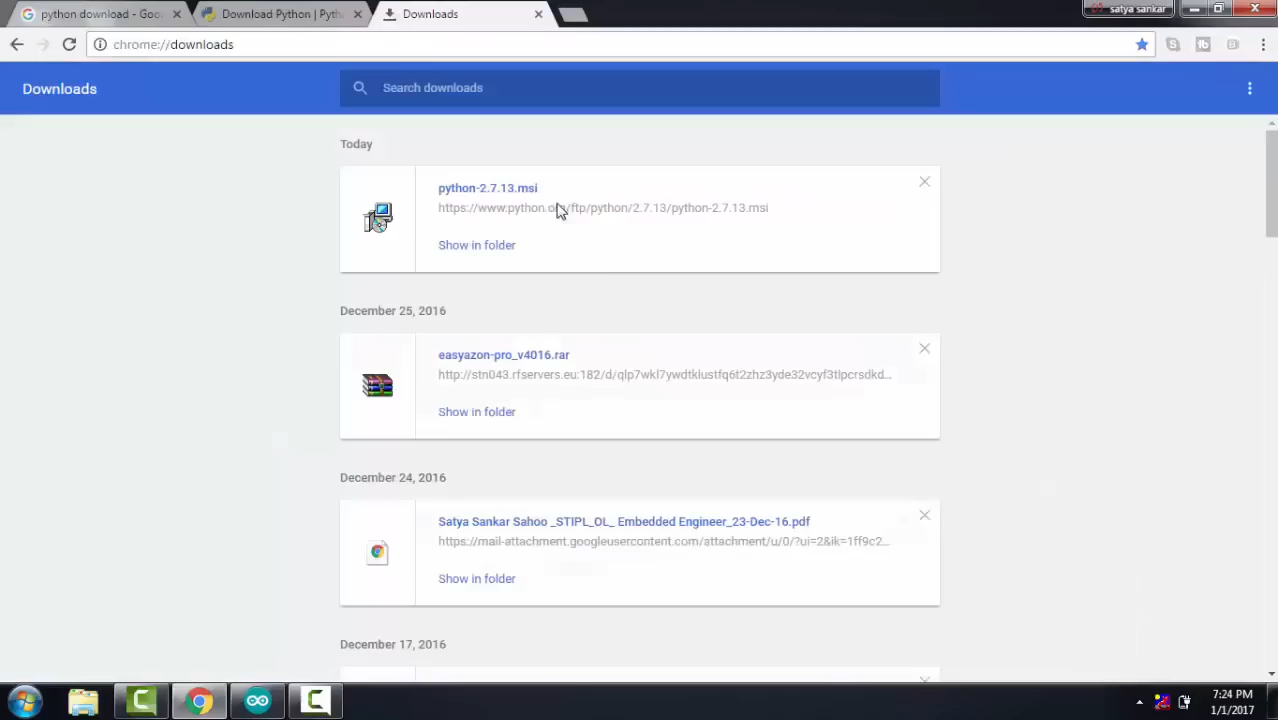 python download - Goo
Download Python | Pyth
Downloads
satya sankar
chrome://downloads
Downloads
Search downloads
Today
python-2.7.13.msi
https://www.python.org/ftp/python/2.7.13/python-2.7.13.msi
Show in folder
December 25, 2016
easyazon-pro_v4016.rar
http://stn043.rfservers.eu:182/d/qlp7wkl7ywdtklustfq6t2zhz3yde32vcyf3tlpcrsdkd...
Show in folder
December 24, 2016
Satya Sankar Sahoo _STIPL_OL_ Embedded Engineer_23-Dec-16.pdf
https://mail-attachment.googleusercontent.com/attachment/u/0/?ui=2&ik=1ff9c2...
Show in folder
December 17, 2016
7:24 PM
1/1/2017